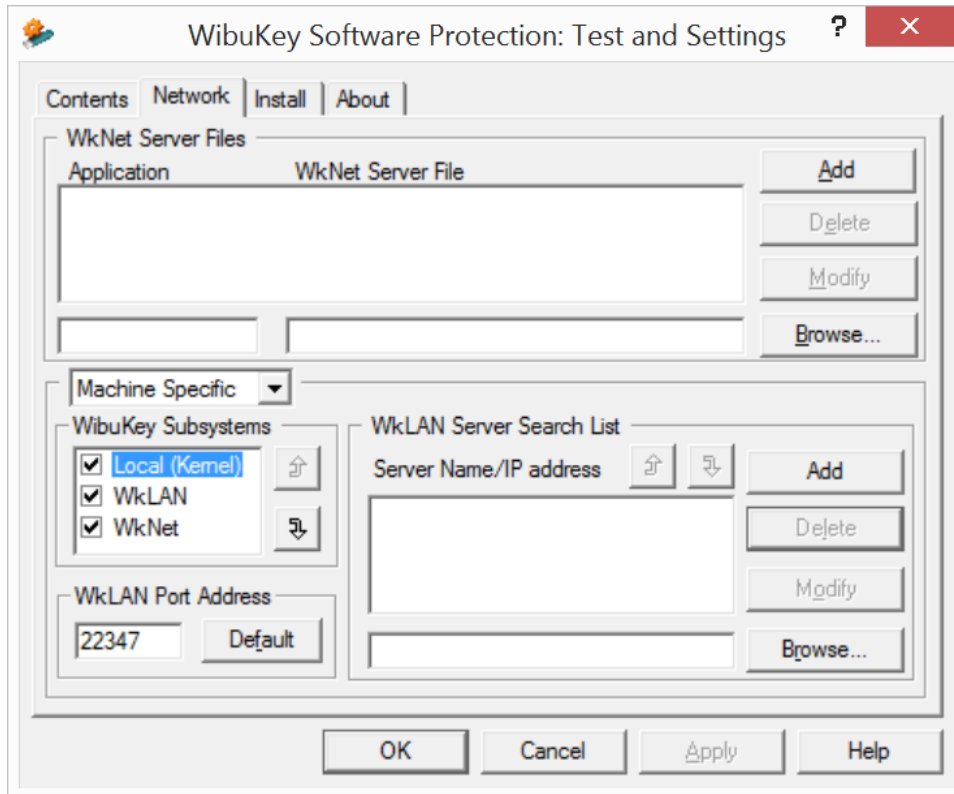 WibuKey Software Protection: Test and Settings ?
Contents Network Install About
WkNet Server Files
Application WkNet Server File Add
Delete
Modify
Browse...
Machine Specific
WibuKey Subsystems WkLAN Server Search List
Local (Kernel) Server Name/IP address Add
WkLAN
WkNet Delete
WkLAN Port Address Modify
22347 Default Browse...
OK Cancel Apply Help